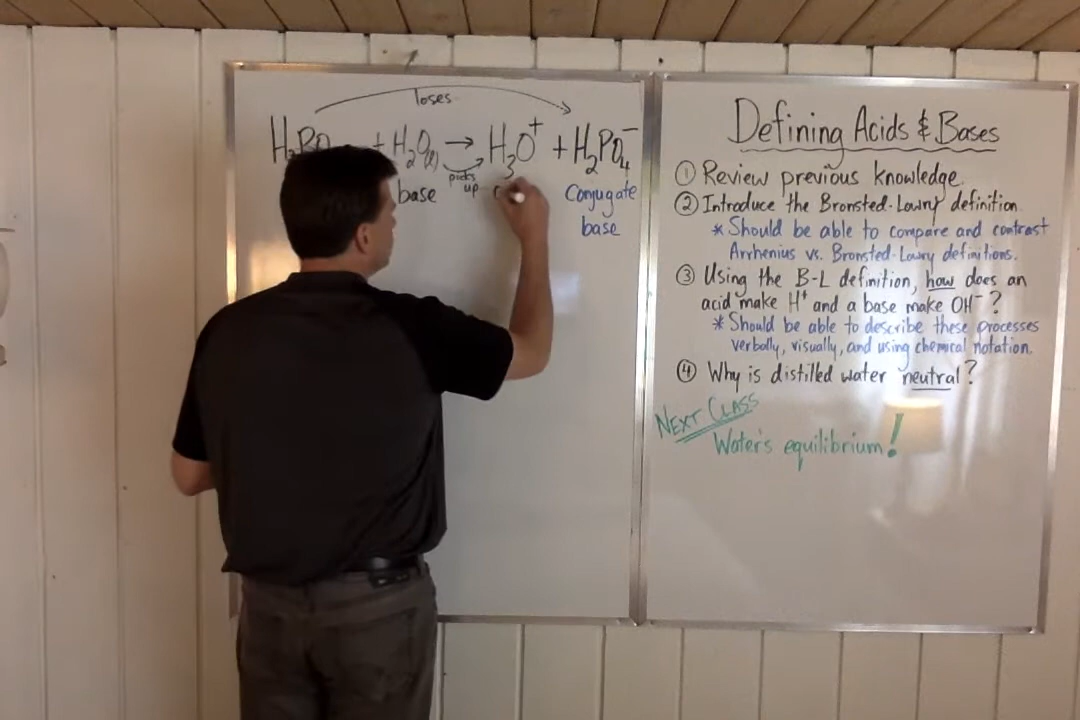 loses
+ H₂O(l) → H₃O⁺ + H₂PO₄⁻
picks
up
base
Conjugate
base
Defining Acids & Bases
① Review previous knowledge
② Introduce the Bronsted-Lowry definition
* Should be able to compare and contrast
Arrhenius vs. Bronsted-Lowry definitions.
③ Using the B-L definition, how does an
acid make H⁺ and a base make OH⁻?
* Should be able to describe these processes
verbally, visually, and using chemical notation.
④ Why is distilled water neutral?
NEXT CLASS
Water's equilibrium!